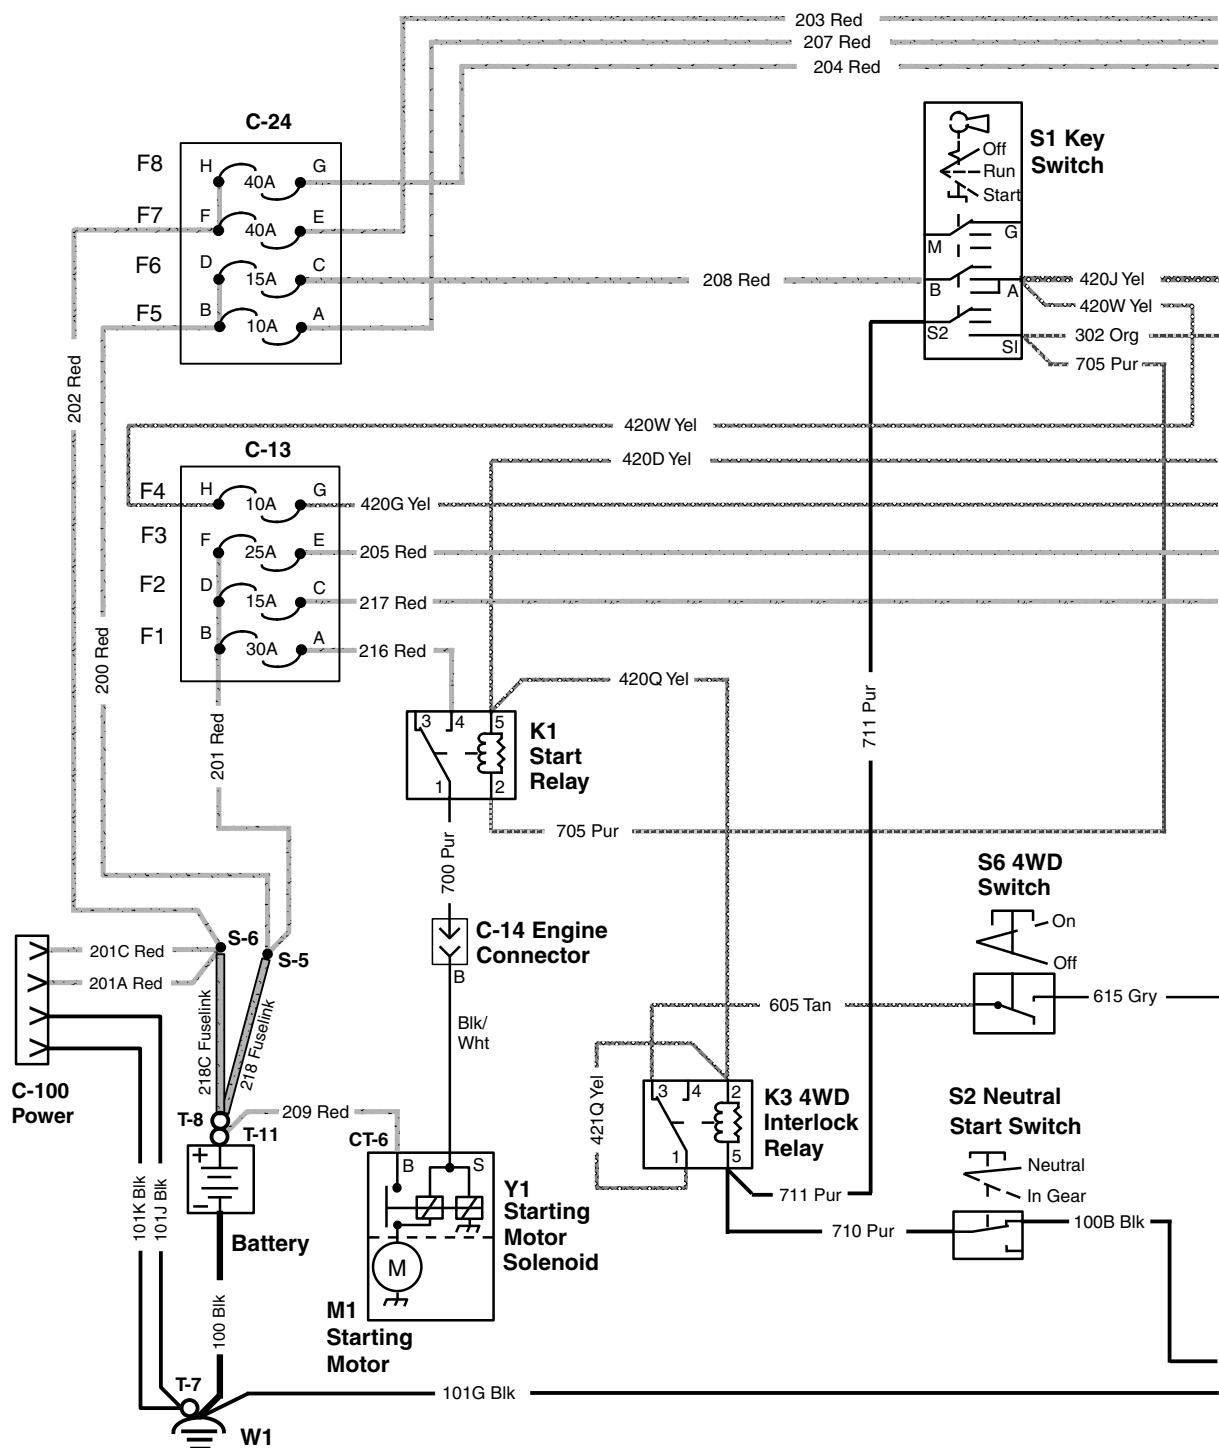 203 Red
207 Red
204 Red
C-24
F8
H
40A
G
F7
F
40A
E
F6
D
15A
C
F5
B
10A
A
208 Red
S1 Key
Switch
Off
Run
Start
M
G
B
A
S2
SI
420J Yel
420W Yel
302 Org
705 Pur
202 Red
420W Yel
420D Yel
C-13
F4
H
10A
G
420G Yel
F3
F
25A
E
205 Red
F2
D
15A
C
217 Red
F1
B
30A
A
216 Red
200 Red
201 Red
420Q Yel
711 Pur
3
4
5
1
2
K1
Start
Relay
705 Pur
700 Pur
C-14 Engine
Connector
B
Blk/
Wht
S6 4WD
Switch
On
Off
605 Tan
615 Gry
S-6
S-5
201C Red
201A Red
218C Fuselink
218 Fuselink
C-100
Power
T-8
T-11
209 Red
CT-6
421Q Yel
3
4
2
1
5
K3 4WD
Interlock
Relay
S2 Neutral
Start Switch
Neutral
In Gear
711 Pur
710 Pur
100B Blk
101K Blk
101J Blk
+
–
Battery
B
S
M
Y1
Starting
Motor
Solenoid
M1
Starting
Motor
100 Blk
T-7
101G Blk
W1